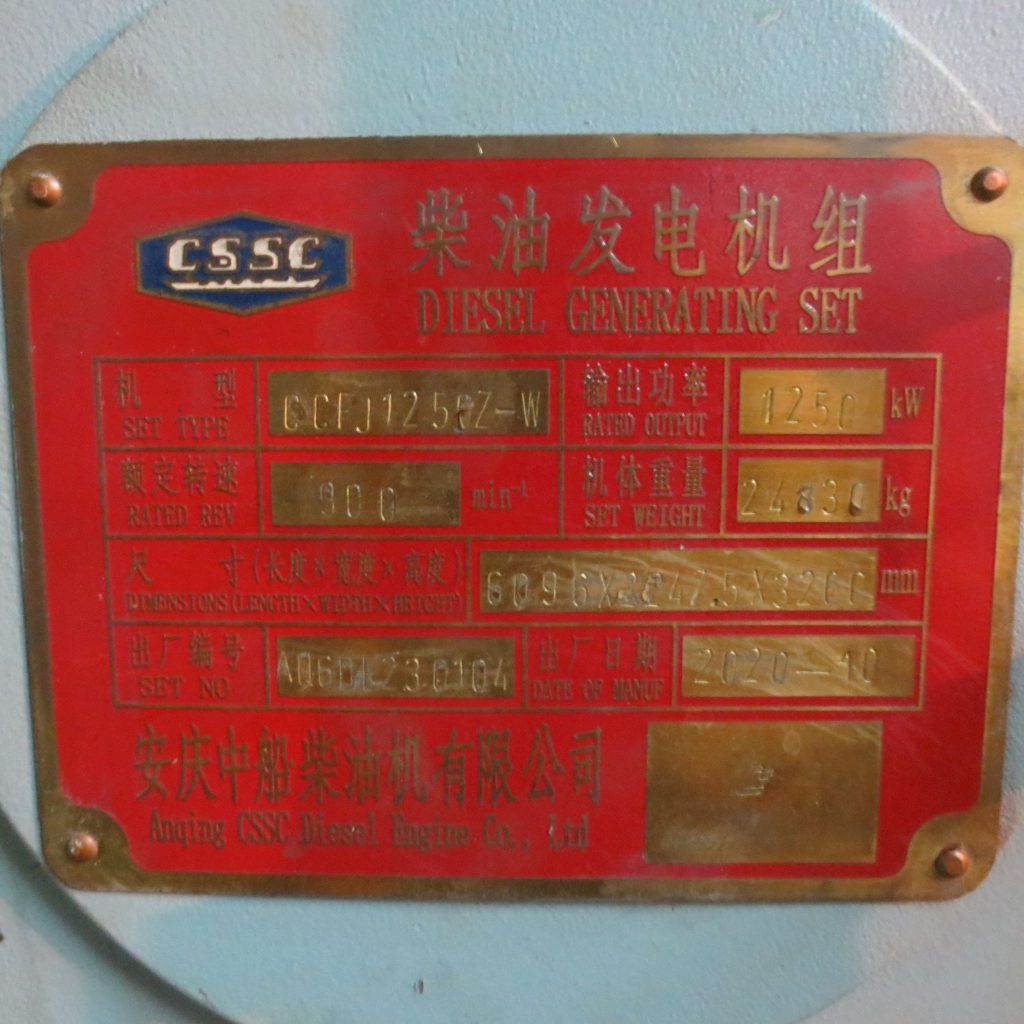 CSSC
柴油发电机组
DIESEL GENERATING SET
机 型 CCFJ1250Z-W 输出功率 1250 kW
SET TYPE RATED OUTPUT
额定转速 900 min⁻¹ 机体重量 24830 kg
RATED REV SET WEIGHT
尺 寸(长度×宽度×高度) mm
DIMENSIONS(LENGTH×WIDTH×HEIGHT)
出厂编号 AQ6DL230104 出厂日期 2020-10
SET NO DATE OF MANUF
安庆中船柴油机有限公司
Anqing CSSC Diesel Engine Co., Ltd